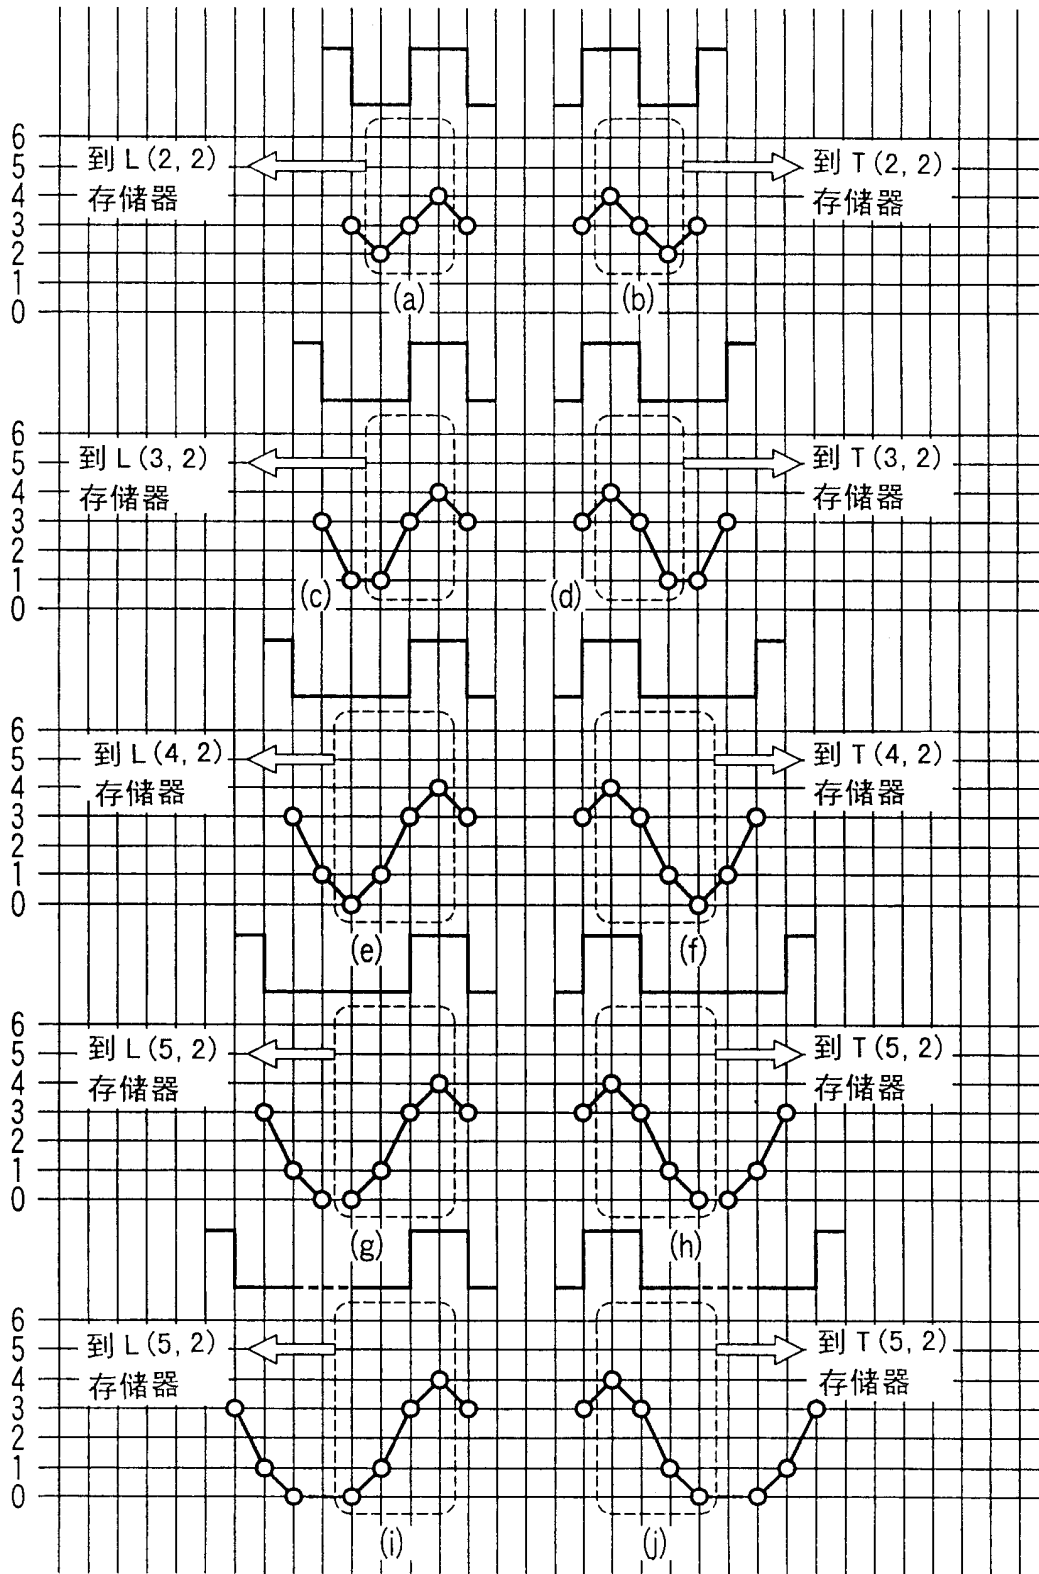 6
5
4
3
2
1
0
到 L(2, 2)
存储器
到 T(2, 2)
存储器
(a)
(b)
6
5
4
3
2
1
0
到 L(3, 2)
存储器
到 T(3, 2)
存储器
(c)
(d)
6
5
4
3
2
1
0
到 L(4, 2)
存储器
到 T(4, 2)
存储器
(e)
(f)
6
5
4
3
2
1
0
到 L(5, 2)
存储器
到 T(5, 2)
存储器
(g)
(h)
6
5
4
3
2
1
0
到 L(5, 2)
存储器
到 T(5, 2)
存储器
(i)
(j)